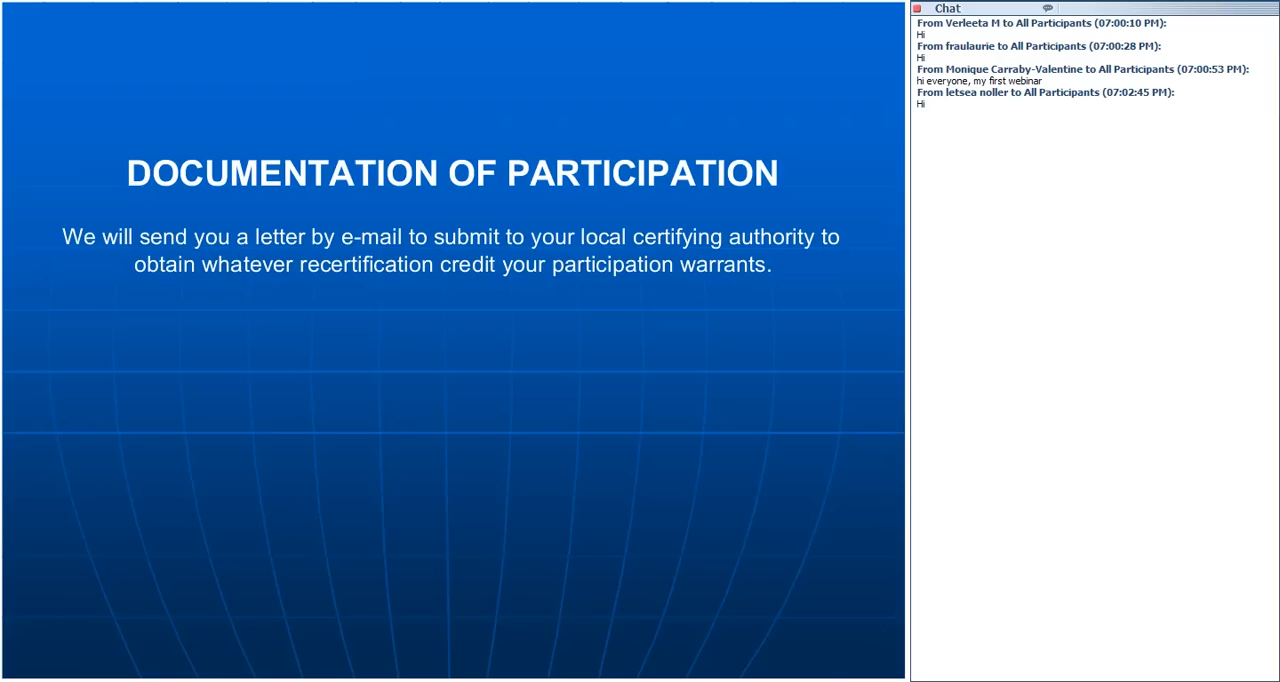 DOCUMENTATION OF PARTICIPATION
We will send you a letter by e-mail to submit to your local certifying authority to
obtain whatever recertification credit your participation warrants.
Chat
From Verleeta M to All Participants (07:00:10 PM):
Hi
From fraulaurie to All Participants (07:00:28 PM):
Hi
From Monique Carraby-Valentine to All Participants (07:00:53 PM):
hi everyone, my first webinar
From letsea noller to All Participants (07:02:45 PM):
Hi